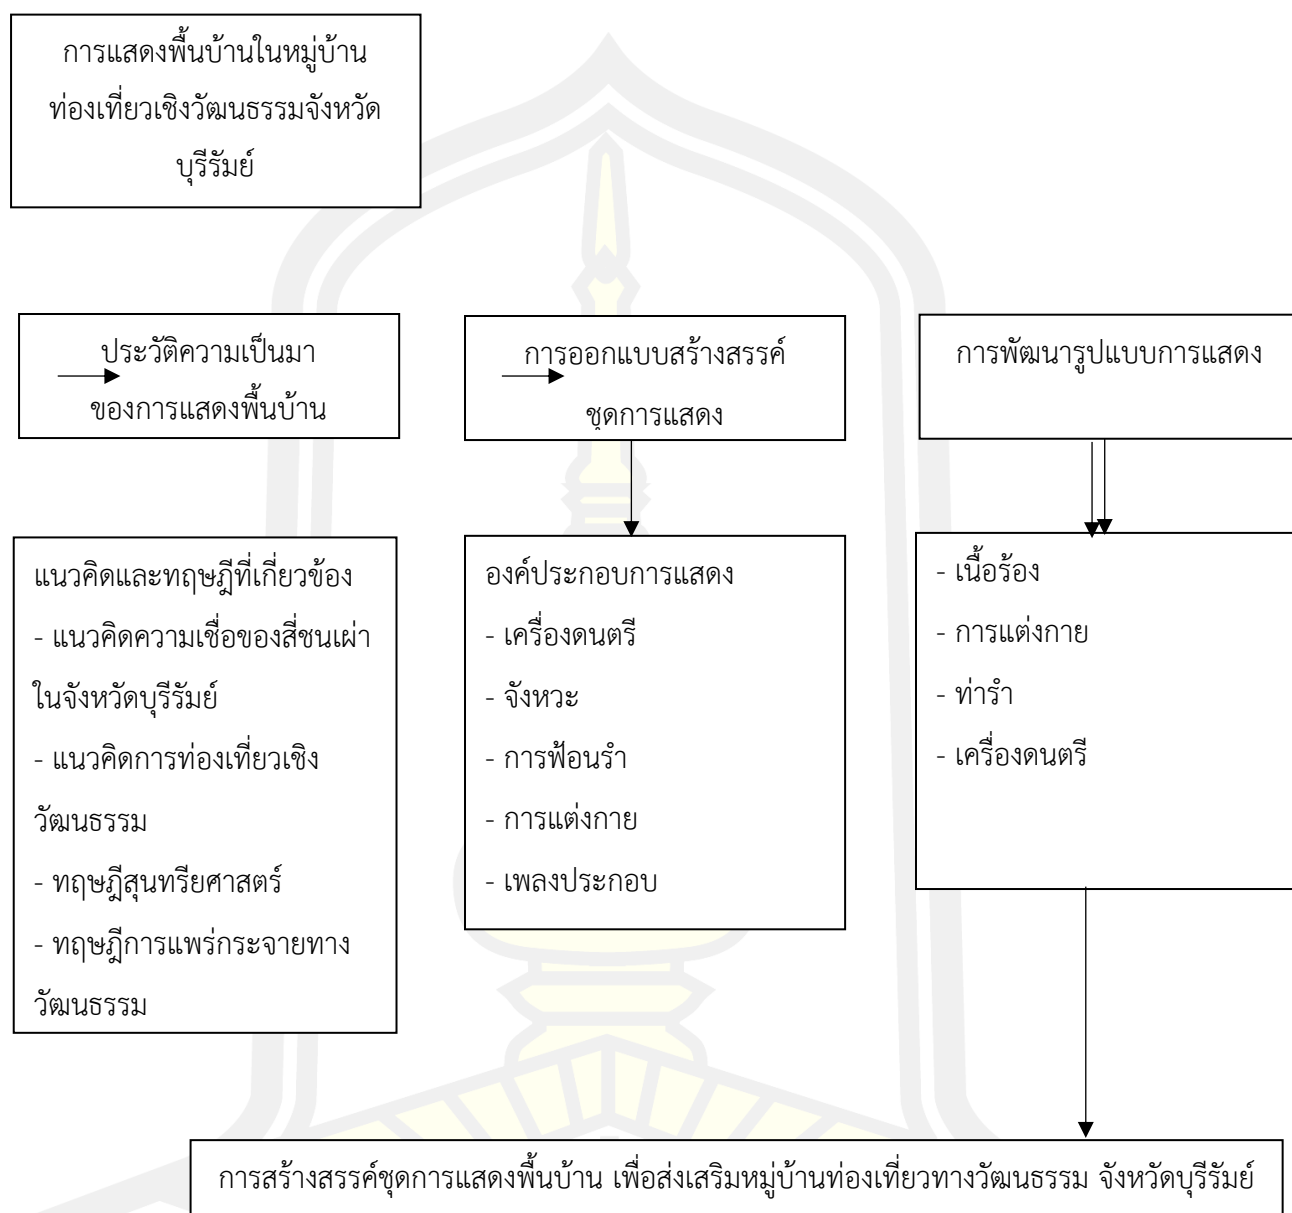 การแสดงพื้นบ้านในหมู่บ้าน
ท่องเที่ยวเชิงวัฒนธรรมจังหวัด
บุรีรัมย์
ประวัติความเป็นมา
ของการแสดงพื้นบ้าน
การออกแบบสร้างสรรค์
ชุดการแสดง
การพัฒนารูปแบบการแสดง
แนวคิดและทฤษฎีที่เกี่ยวข้อง
- แนวคิดความเชื่อของสี่ชนเผ่า
ในจังหวัดบุรีรัมย์
- แนวคิดการท่องเที่ยวเชิง
วัฒนธรรม
- ทฤษฎีสุนทรียศาสตร์
- ทฤษฎีการแพร่กระจายทาง
วัฒนธรรม
องค์ประกอบการแสดง
- เครื่องดนตรี
- จังหวะ
- การฟ้อนรำ
- การแต่งกาย
- เพลงประกอบ
- เนื้อร้อง
- การแต่งกาย
- ท่ารำ
- เครื่องดนตรี
การสร้างสรรค์ชุดการแสดงพื้นบ้าน เพื่อส่งเสริมหมู่บ้านท่องเที่ยวทางวัฒนธรรม จังหวัดบุรีรัมย์